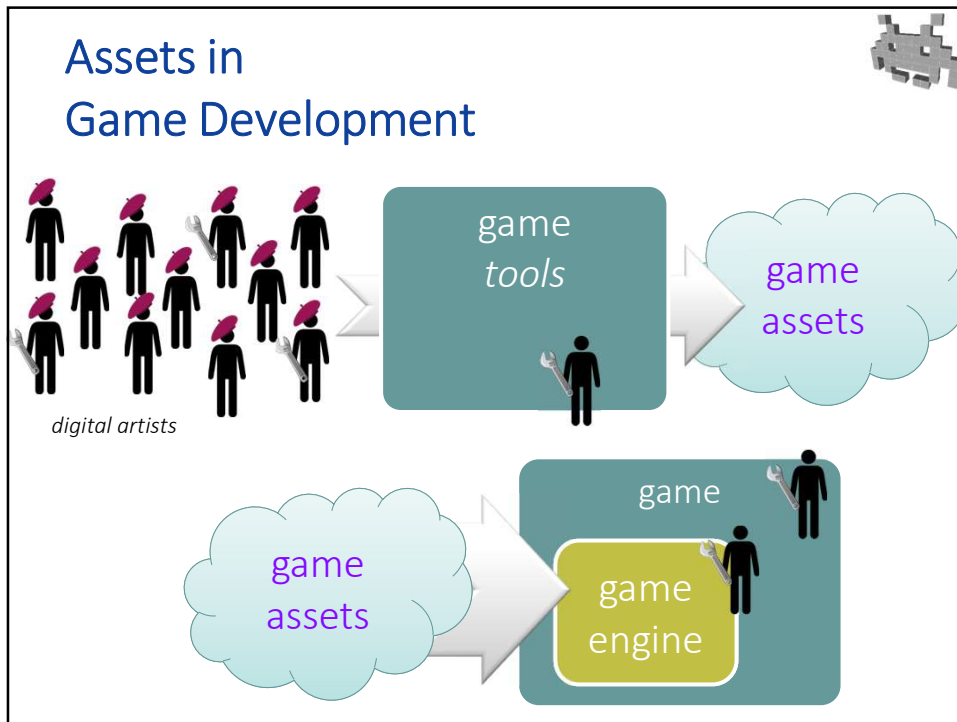 Assets in
Game Development
game
tools
game
assets
digital artists
game
game
assets
game
engine